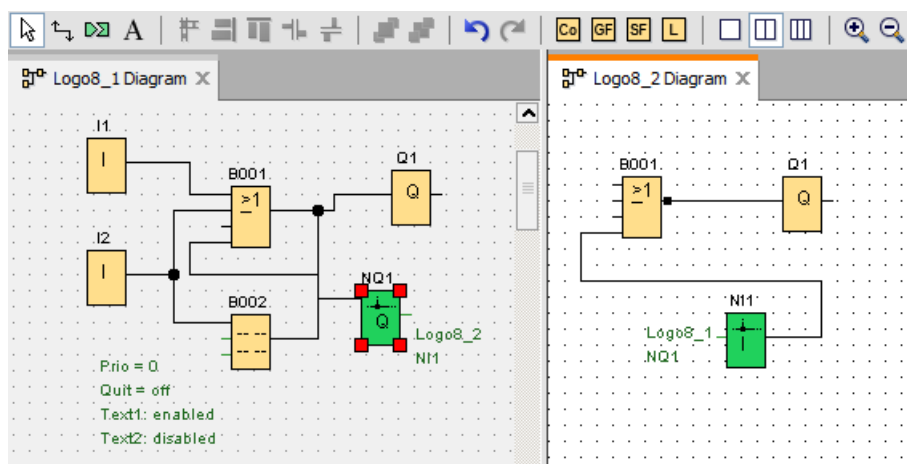 A
Co GF SF L
Logo8_1 Diagram
Logo8_2 Diagram
I1
I
B001
≥1
Q1
Q
I2
I
B002
NQ1
Q
Logo8_2
NI1
Prio = 0
Quit = off
Text1: enabled
Text2: disabled
B001
≥1
Q1
Q
NI1
I
Logo8_1
NQ1